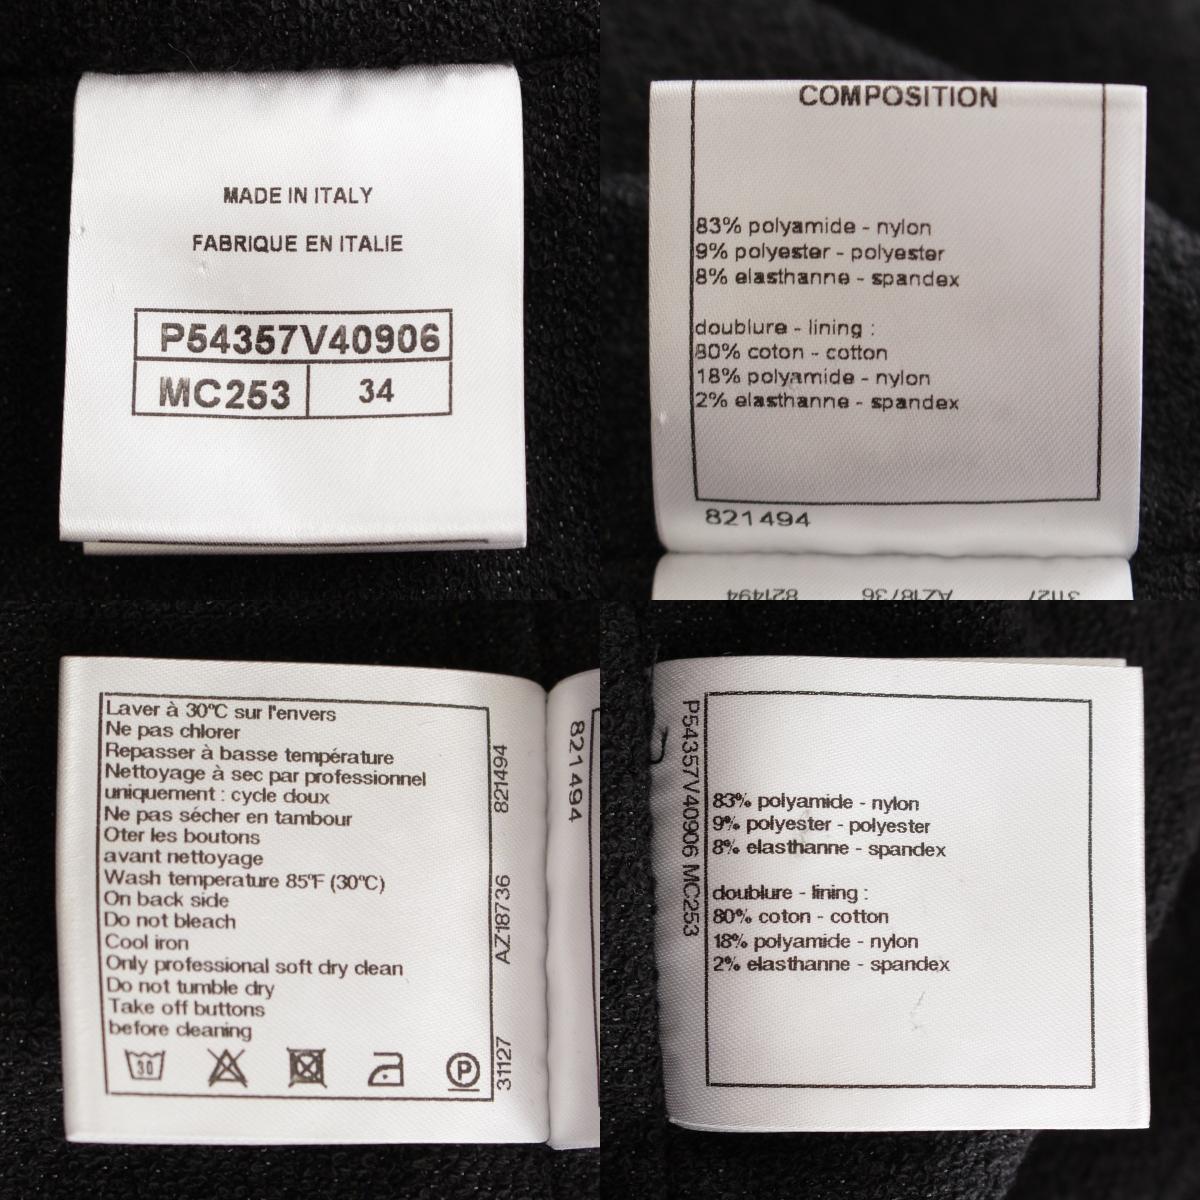 MADE IN ITALY
FABRIQUE EN ITALIE
P54357V40906
MC253 34
COMPOSITION
83% polyamide - nylon
9% polyester - polyester
8% elasthanne - spandex
doublure - lining :
80% coton - cotton
18% polyamide - nylon
2% elasthanne - spandex
821494
821494 AZ18736 31127
Laver à 30°C sur l'envers
Ne pas chlorer
Repasser à basse température
Nettoyage à sec par professionnel
uniquement : cycle doux
Ne pas sécher en tambour
Oter les boutons
avant nettoyage
Wash temperature 85°F (30°C)
On back side
Do not bleach
Cool iron
Only professional soft dry clean
Do not tumble dry
Take off buttons
before cleaning
30 P
31127 AZ18736 821494
821494
P54357V40906 MC253
83% polyamide - nylon
9% polyester - polyester
8% elasthanne - spandex
doublure - lining :
80% coton - cotton
18% polyamide - nylon
2% elasthanne - spandex